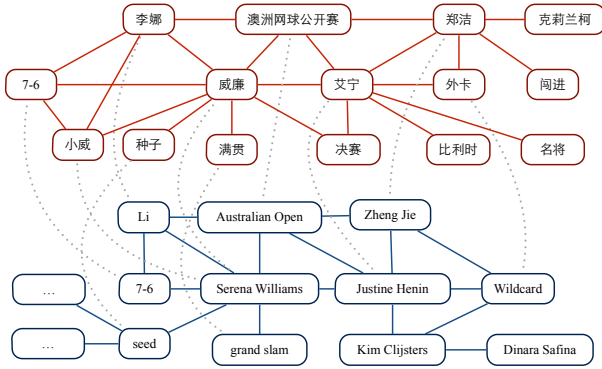 李娜
澳洲网球公开赛
郑洁
克莉兰柯
7-6
威廉
艾宁
外卡
闯进
小威
种子
满贯
决赛
比利时
名将
Li
Australian Open
Zheng Jie
…
7-6
Serena Williams
Justine Henin
Wildcard
…
seed
grand slam
Kim Clijsters
Dinara Safina